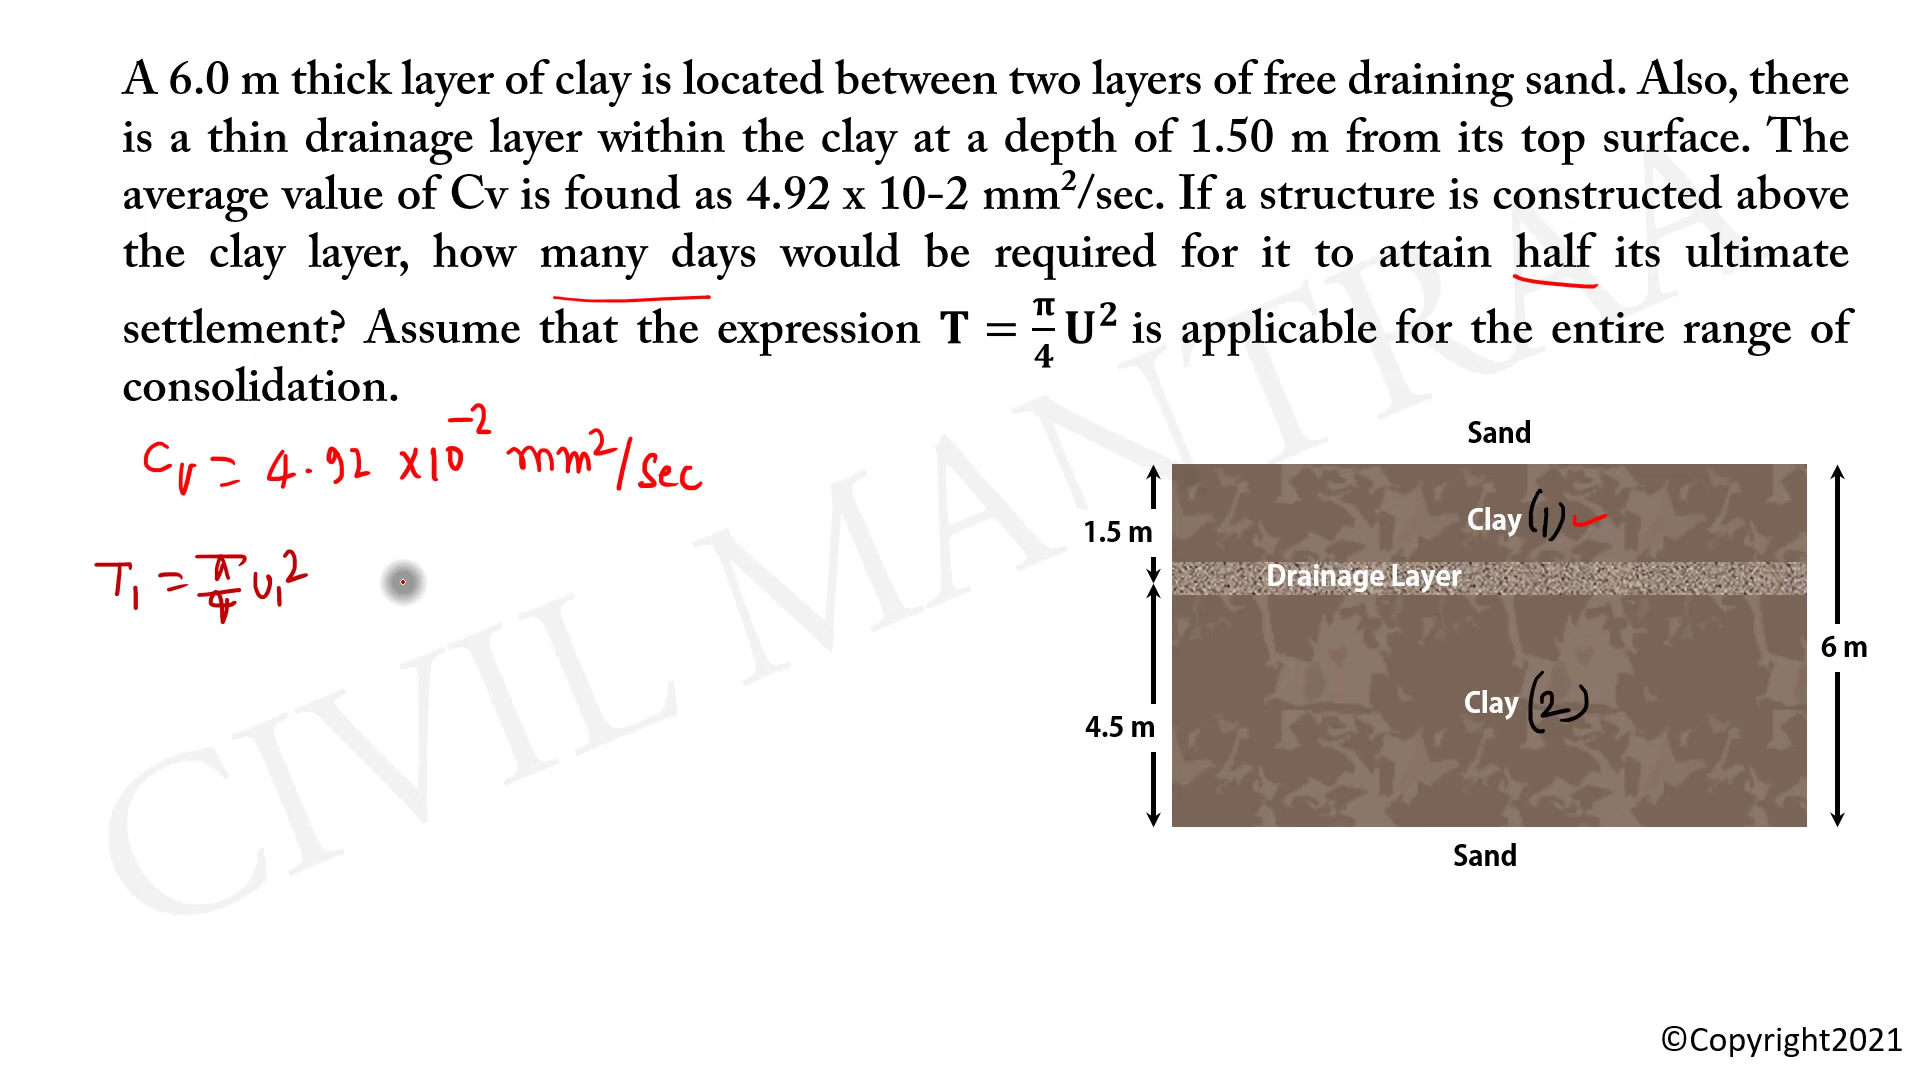 A 6.0 m thick layer of clay is located between two layers of free draining sand. Also, there
is a thin drainage layer within the clay at a depth of 1.50 m from its top surface. The
average value of Cv is found as 4.92 x 10-2 mm²/sec. If a structure is constructed above
the clay layer, how many days would be required for it to attain half its ultimate
settlement? Assume that the expression T = π/4 U² is applicable for the entire range of
consolidation.
Cv = 4.92 x10⁻² mm²/sec
T₁ = π/4 U₁²
Sand
1.5 m
Clay (1) ✓
Drainage Layer
6 m
4.5 m
Clay (2)
Sand
CIVIL MANTRAA
©Copyright2021